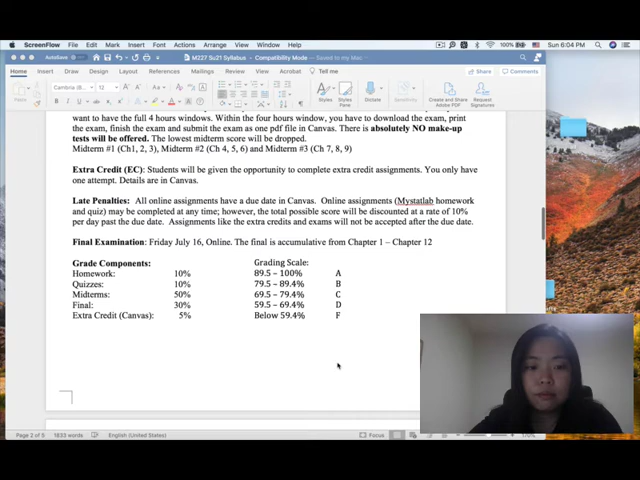 ScreenFlow File Edit Insert Font Actions Arrange View Window Help 100% Sun 6:04 PM
AutoSave M227 Su21 Syllabus - Compatibility Mode — Saved to my Mac
Home Insert Draw Design Layout References Mailings Review View Acrobat Tell me Share Comments
Cambria (B... 12
Paragraph Styles Styles Pane Dictate Create and Share Adobe PDF Request Signatures
want to have the full 4 hours windows. Within the four hours window, you have to download the exam, print
the exam, finish the exam and submit the exam as one pdf file in Canvas. There is absolutely NO make-up
tests will be offered. The lowest midterm score will be dropped.
Midterm #1 (Ch1, 2, 3), Midterm #2 (Ch 4, 5, 6) and Midterm #3 (Ch 7, 8, 9)
Extra Credit (EC): Students will be given the opportunity to complete extra credit assignments. You only have
one attempt. Details are in Canvas.
Late Penalties: All online assignments have a due date in Canvas. Online assignments (Mystatlab homework
and quiz) may be completed at any time; however, the total possible score will be discounted at a rate of 10%
per day past the due date. Assignments like the extra credits and exams will not be accepted after the due date.
Final Examination: Friday July 16, Online. The final is accumulative from Chapter 1 – Chapter 12
Grade Components: Grading Scale:
Homework: 10% 89.5 – 100% A
Quizzes: 10% 79.5 – 89.4% B
Midterms: 50% 69.5 – 79.4% C
Final: 30% 59.5 – 69.4% D
Extra Credit (Canvas): 5% Below 59.4% F
Page 2 of 5 1833 words English (United States) Focus 170%